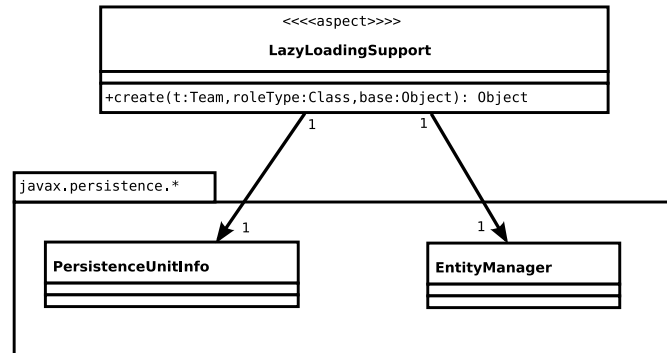 <<<<aspect>>>>
LazyLoadingSupport
+create(t:Team,roleType:Class,base:Object): Object
1
1
javax.persistence.*
1
1
PersistenceUnitInfo
EntityManager